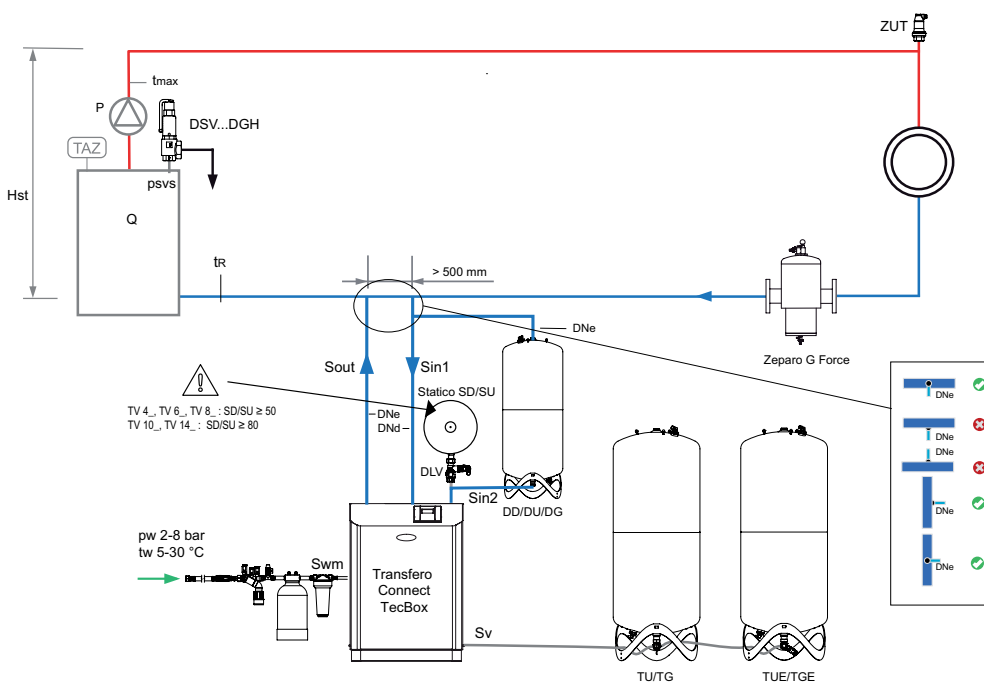 ZUT
tmax
P
DSV...DGH
TAZ
psvs
Hst
Q
tR
> 500 mm
DNe
Zeparo G Force
Sout
Sin1
Statico SD/SU
TV 4_, TV 6_, TV 8_ : SD/SU ≥ 50
TV 10_, TV 14_ : SD/SU ≥ 80
DNe
DNd
DLV
Sin2
DD/DU/DG
DNe
DNe
DNe
DNe
DNe
pw 2-8 bar
tw 5-30 °C
Swm
Transfero
Connect
TecBox
Sv
TU/TG
TUE/TGE